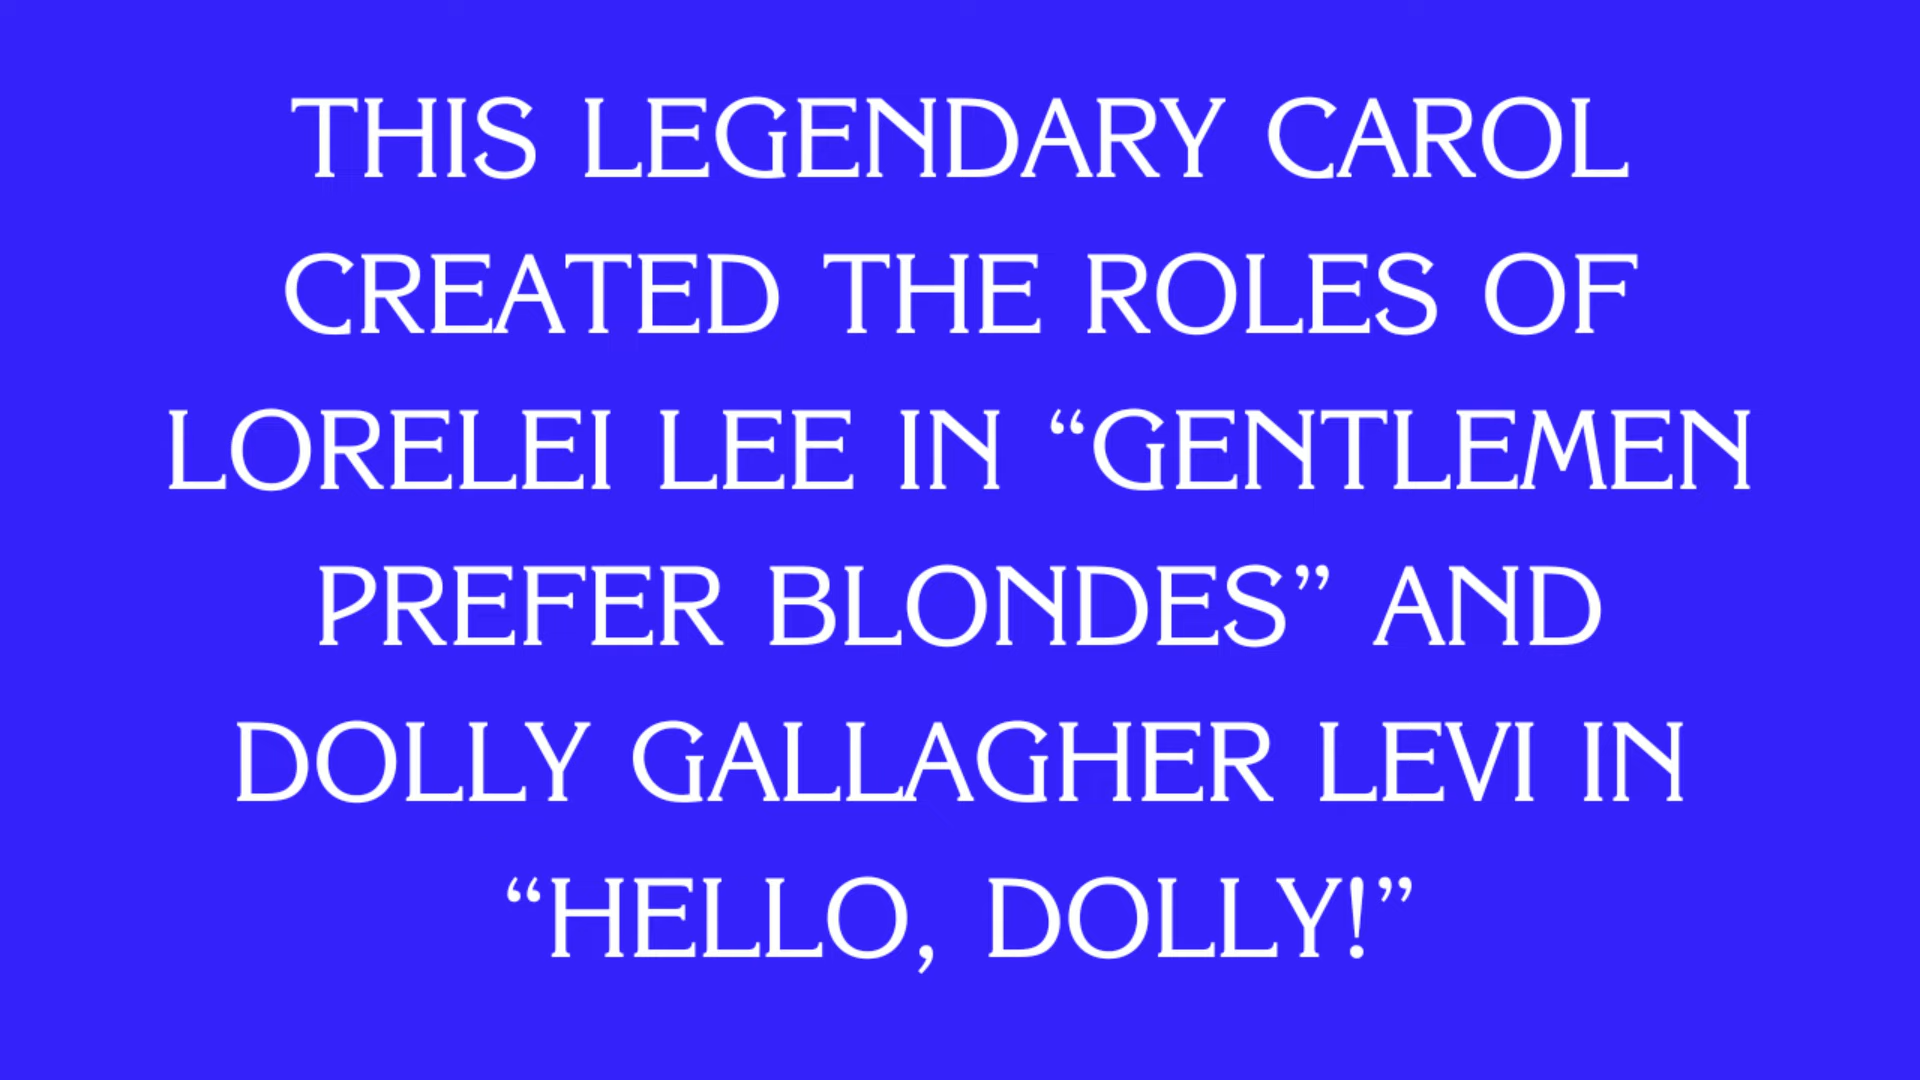 THIS LEGENDARY CAROL
CREATED THE ROLES OF
LORELEI LEE IN “GENTLEMEN
PREFER BLONDES” AND
DOLLY GALLAGHER LEVI IN
“HELLO, DOLLY!”